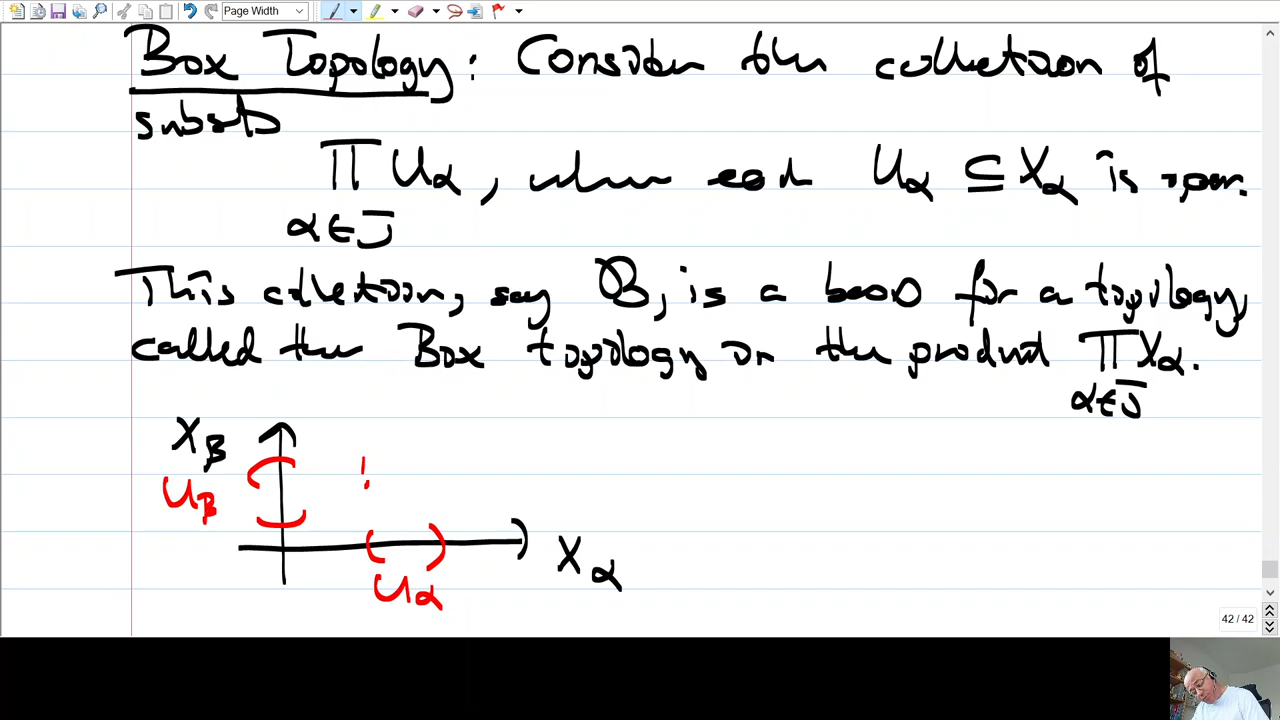 Page Width
Box Topology: Consider the collection of
subsets
∏ Uα, where each Uα ⊆ Xα is open.
α∈J
This collection, say B, is a basis for a topology,
called the Box topology on the product ∏ Xα.
α∈J
Xβ
Uβ
Xα
Uα
42 / 42